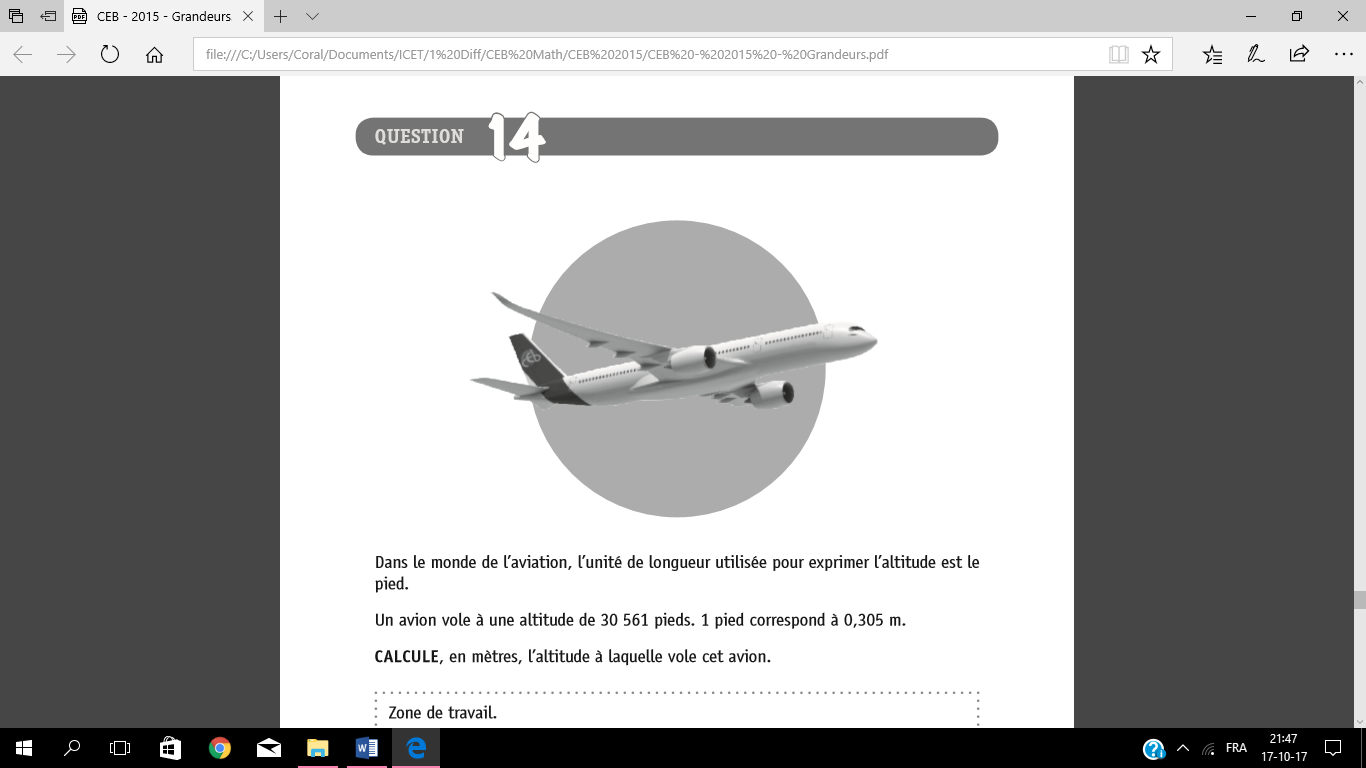 CEB - 2015 - Grandeurs
file:///C:/Users/Coral/Documents/ICET/1%20Diff/CEB%20Math/CEB%202015/CEB%20-%202015%20-%20Grandeurs.pdf
QUESTION 14
Dans le monde de l’aviation, l’unité de longueur utilisée pour exprimer l’altitude est le
pied.
Un avion vole à une altitude de 30 561 pieds. 1 pied correspond à 0,305 m.
CALCULE, en mètres, l’altitude à laquelle vole cet avion.
Zone de travail.
FRA
21:47
17-10-17